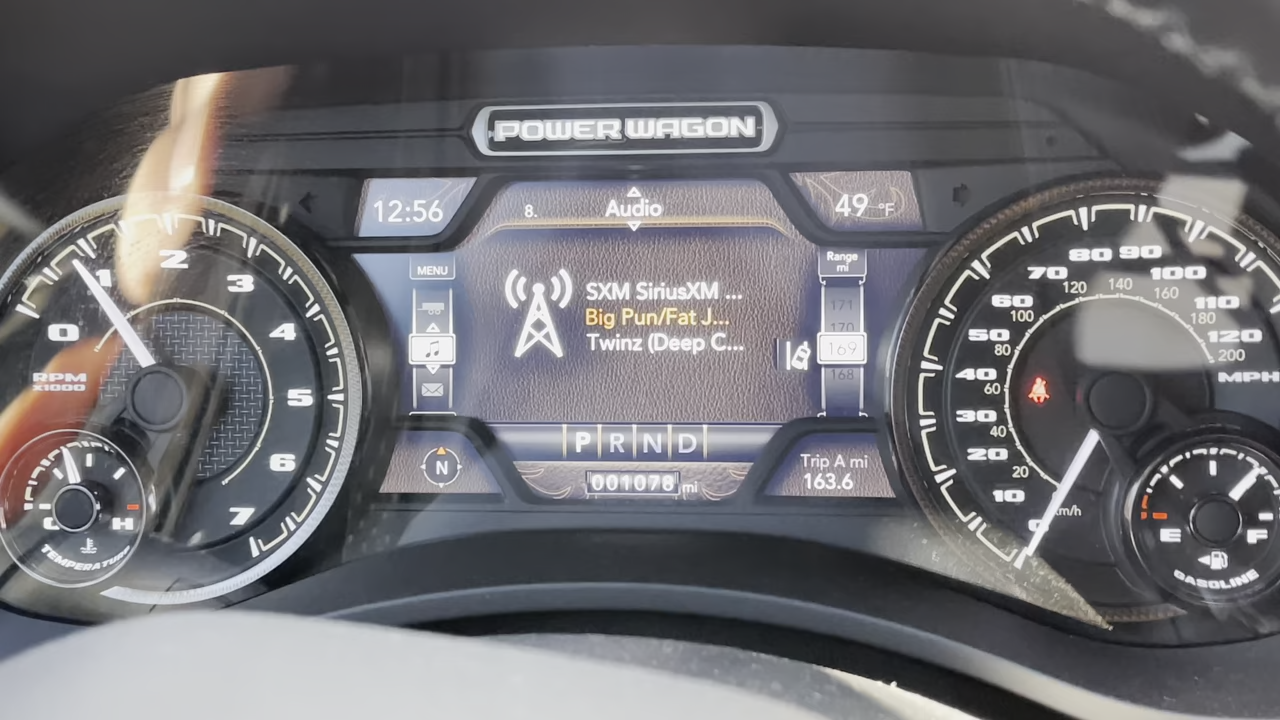 POWER WAGON
12:56
8.
Audio
49 °F
MENU
Range
mi
SXM SiriusXM ...
Big Pun/Fat J...
Twinz (Deep C...
171
170
169
168
P R N D
N
001078 mi
Trip A mi
163.6
0
1
2
3
4
5
6
7
RPM
x1000
C H
TEMPERATURE
0
10
20
30
40
50
60
70
80
90
100
110
120
MPH
20
40
60
80
100
120
140
160
180
200
km/h
E F
GASOLINE